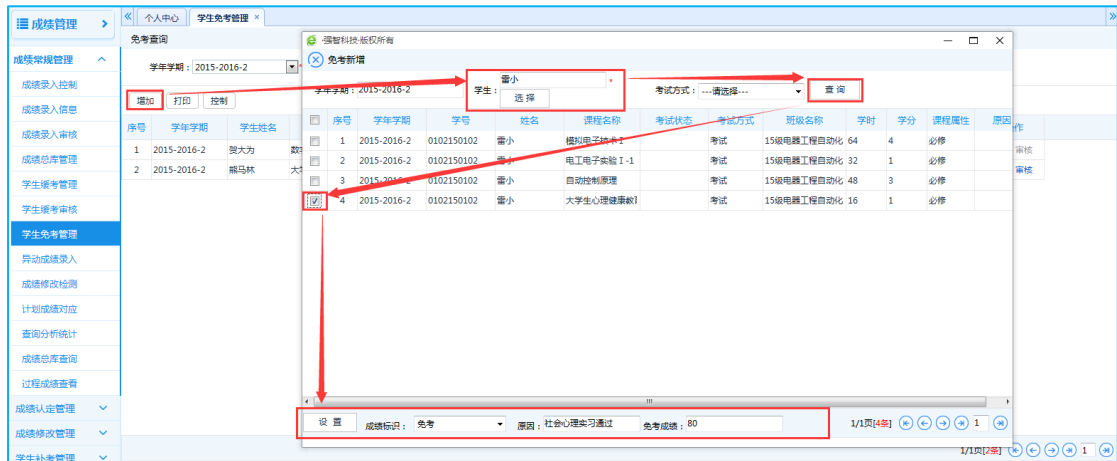 成绩管理
个人中心 学生免考管理 ×
免考查询
强智科技·版权所有
成绩常规管理
免考新增
学年学期：2015-2016-2
学年学期：2015-2016-2 学生：雷小 * 选择 考试方式：---请选择--- 查询
成绩录入控制
增加 打印 控制
成绩录入信息
序号 学年学期 学生姓名
序号 学年学期 学号 姓名 课程名称 考试状态 考试方式 班级名称 学时 学分 课程属性 原因
作
成绩录入审核
1 2015-2016-2 贺大为 数
1 2015-2016-2 0102150102 雷小 模拟电子技术Ⅰ 考试 15级电器工程自动化 64 4 必修
审核
成绩总库管理
2 2015-2016-2 熊马林 大
2 2015-2016-2 0102150102 雷小 电工电子实验Ⅰ-1 考试 15级电器工程自动化 32 1 必修
审核
学生缓考管理
3 2015-2016-2 0102150102 雷小 自动控制原理 考试 15级电器工程自动化 48 3 必修
学生缓考审核
4 2015-2016-2 0102150102 雷小 大学生心理健康教 考试 15级电器工程自动化 16 1 必修
学生免考管理
异动成绩录入
成绩修改检测
计划成绩对应
查询分析统计
成绩总库查询
过程成绩查看
成绩认定管理
设置 成绩标识：免考 原因：社会心理实习通过 免考成绩：80 1/1页[4条] 1
成绩修改管理
学生补考管理
1/1页[2条] 1